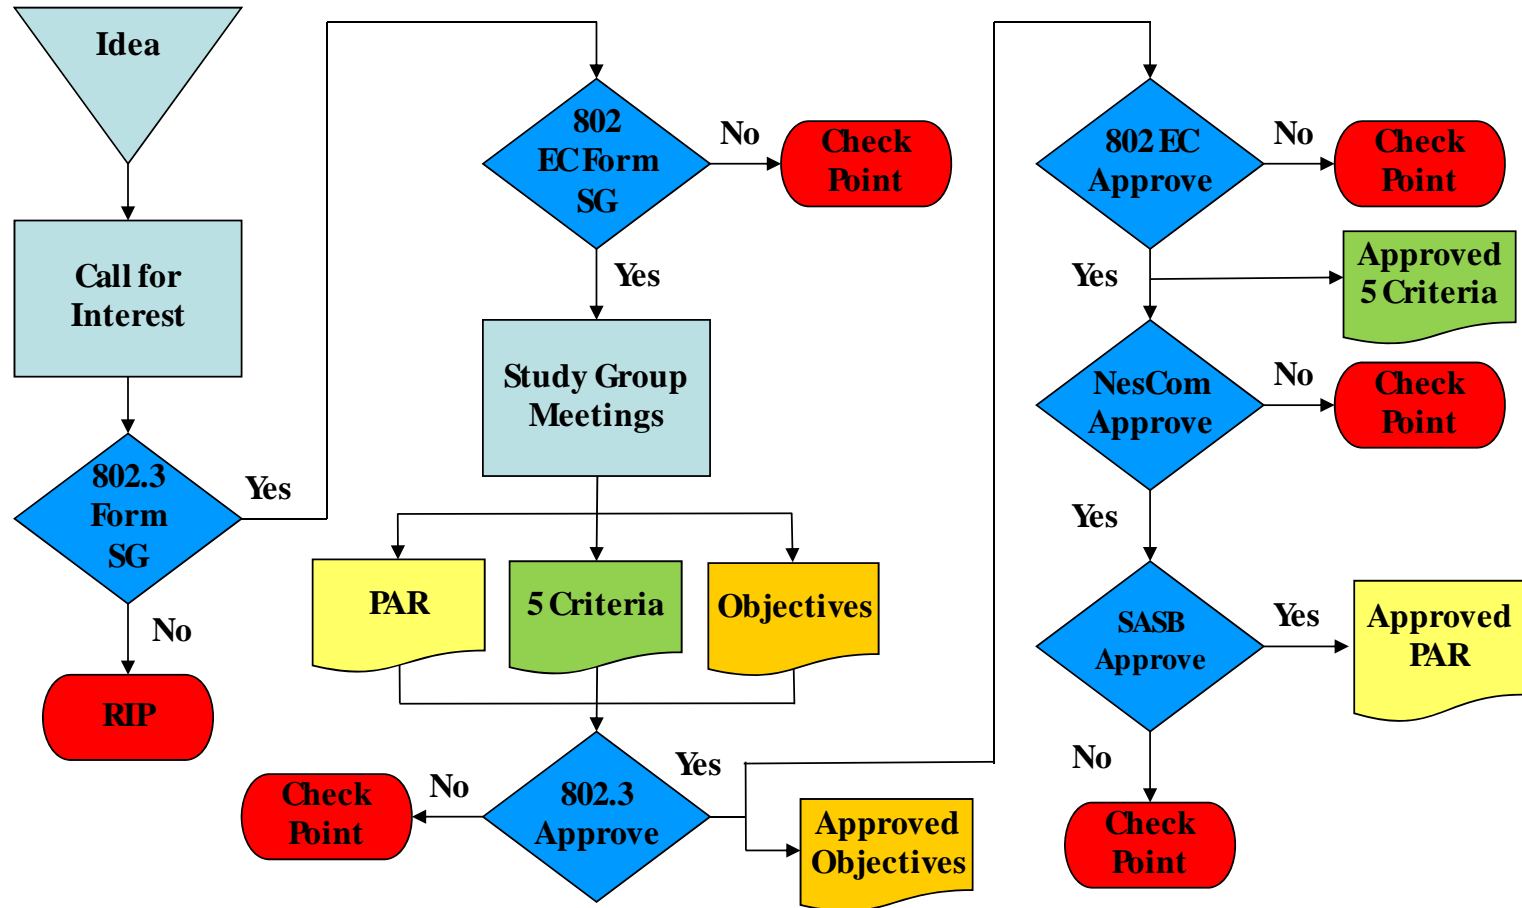 Idea
Call for
Interest
802.3
Form
SG
Yes
No
RIP
802
EC Form
SG
No
Check
Point
Yes
Study Group
Meetings
PAR
5 Criteria
Objectives
802.3
Approve
No
Check
Point
Yes
Approved
Objectives
802 EC
Approve
No
Check
Point
Yes
Approved
5 Criteria
NesCom
Approve
No
Check
Point
Yes
SASB
Approve
Yes
Approved
PAR
No
Check
Point